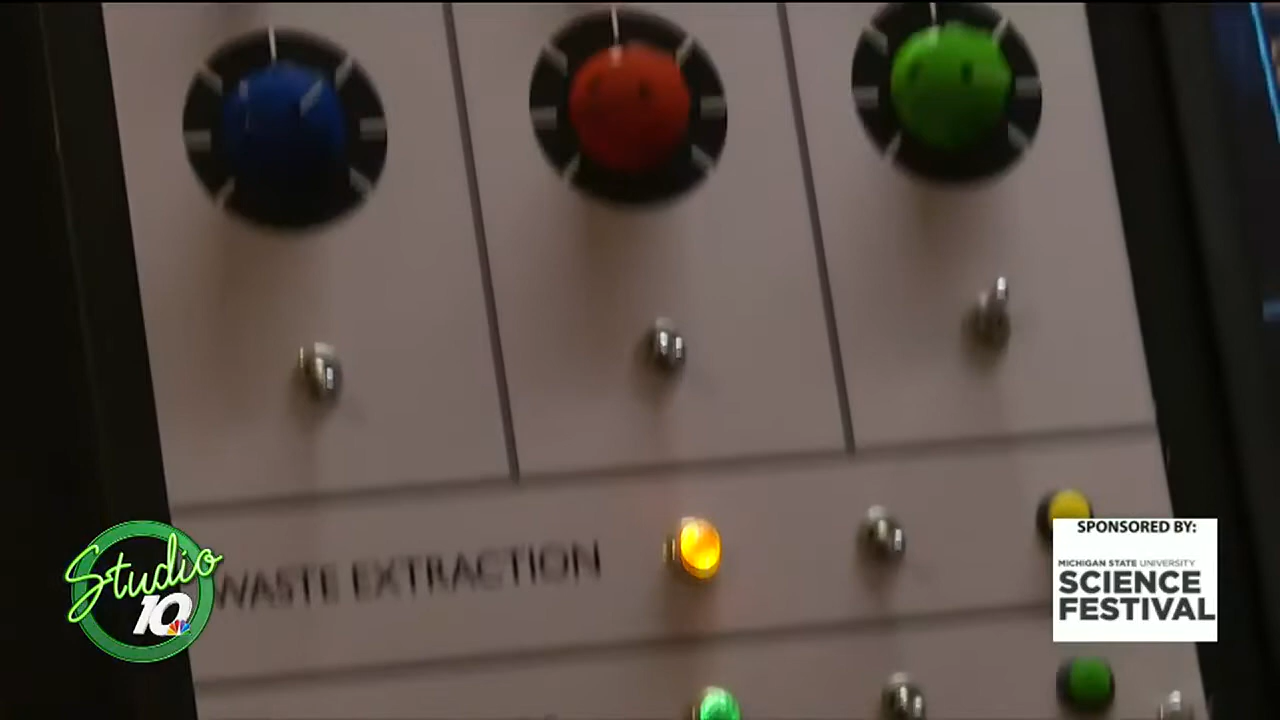 WASTE EXTRACTION
Studio
10
SPONSORED BY:
MICHIGAN STATE UNIVERSITY
SCIENCE
FESTIVAL